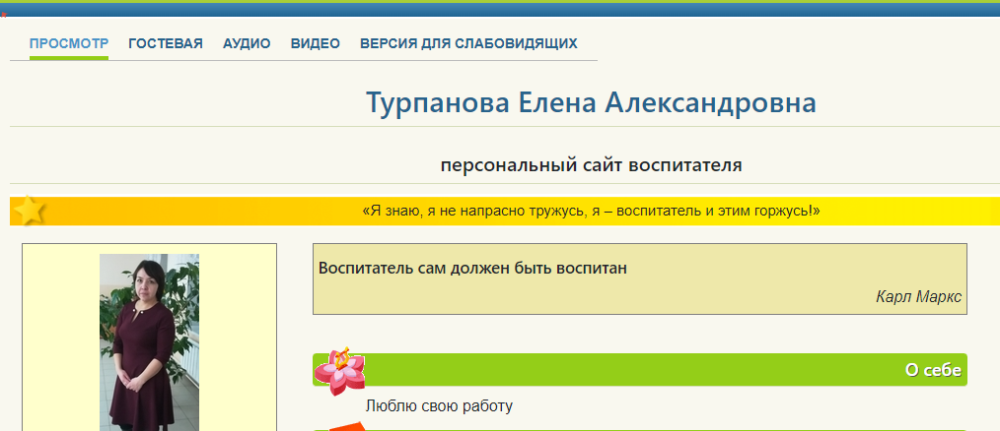 ПРОСМОТР ГОСТЕВАЯ АУДИО ВИДЕО ВЕРСИЯ ДЛЯ СЛАБОВИДЯЩИХ
Турпанова Елена Александровна
персональный сайт воспитателя
«Я знаю, я не напрасно тружусь, я – воспитатель и этим горжусь!»
Воспитатель сам должен быть воспитан
Карл Маркс
О себе
Люблю свою работу